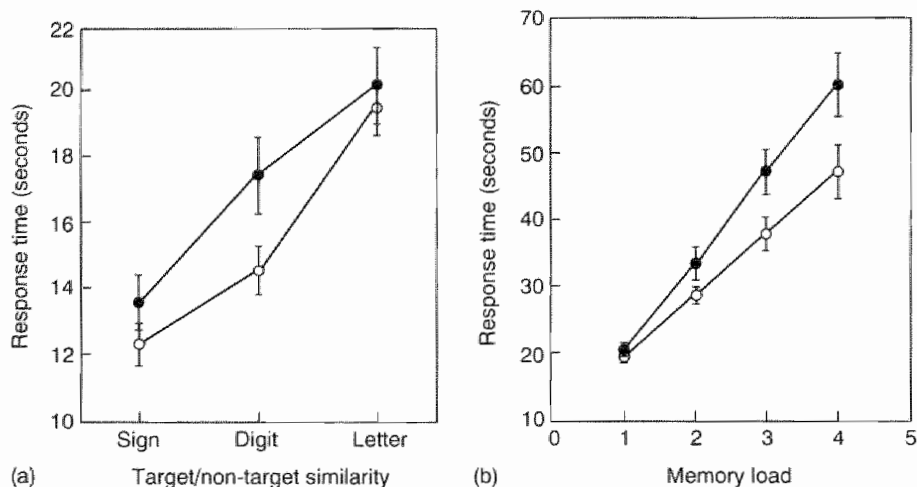 22
20
18
16
14
12
10
Response time (seconds)
Sign Digit Letter
(a) Target/non-target similarity
70
60
50
40
30
20
10
Response time (seconds)
0 1 2 3 4 5
(b) Memory load